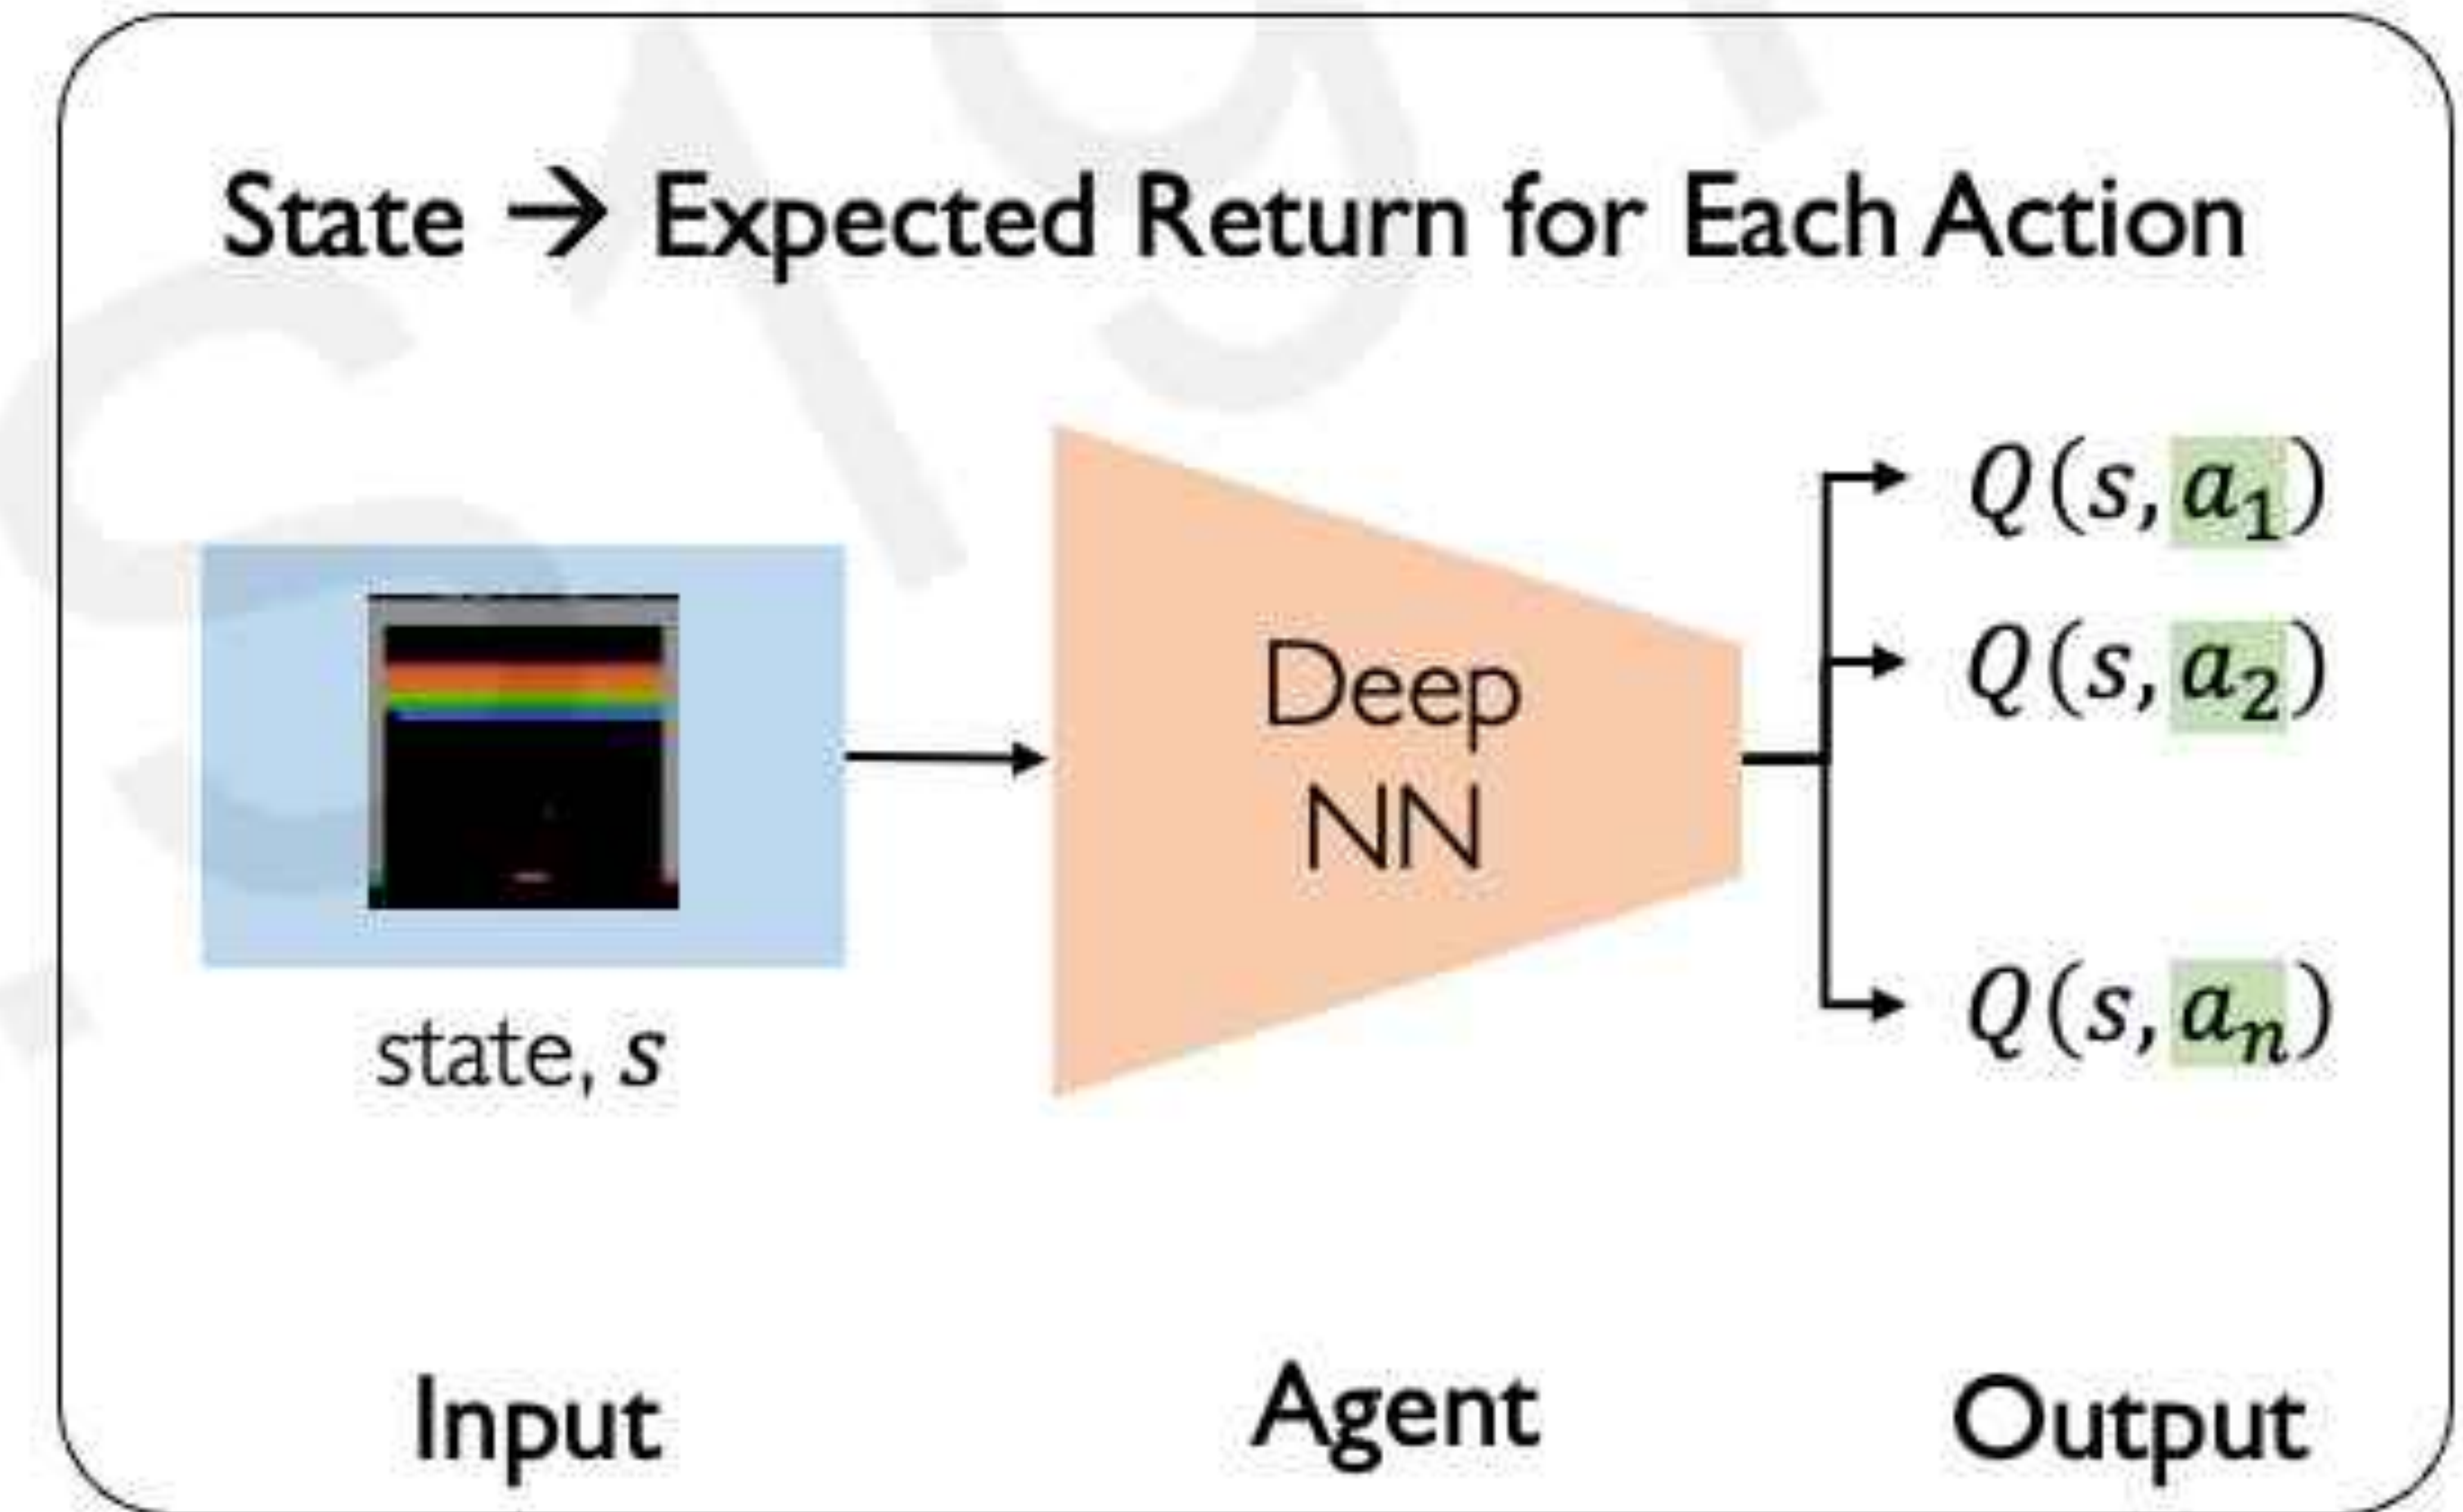 State → Expected Return for Each Action
Q(s, a₁)
Deep
NN
Q(s, a₂)
Q(s, aₙ)
state, s
Input
Agent
Output